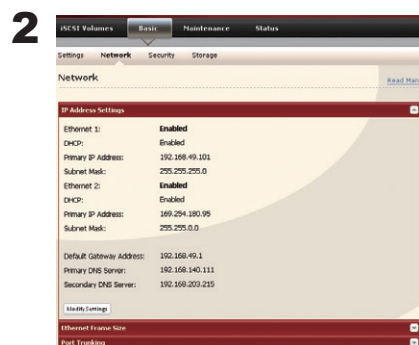 2
iSCSI Volumes Basic Maintenance Status
Settings Network Security Storage
Network
Read Man
IP Address Settings
Ethernet 1: Enabled
DHCP: Enabled
Primary IP Address: 192.168.49.101
Subnet Mask: 255.255.255.0
Ethernet 2: Enabled
DHCP: Enabled
Primary IP Address: 169.254.180.95
Subnet Mask: 255.255.0.0
Default Gateway Address: 192.168.49.1
Primary DNS Server: 192.168.140.111
Secondary DNS Server: 192.168.203.215
Modify Settings
Ethernet Frame Size
Port Trunking